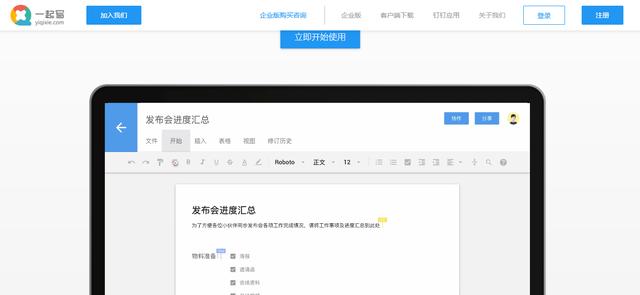 一起写
yiqixie.com
加入我们
企业版购买咨询
企业版
客户端下载
钉钉应用
关于我们
登录
注册
立即开始使用
发布会进度汇总
协作
分享
文件 开始 插入 表格 视图 修订历史
Roboto 正文 12
发布会进度汇总
为了方便各位小伙伴同步发布会各项工作完成情况，请将工作事项及进度汇总到此处
物料准备
海报
邀请函
会场资料